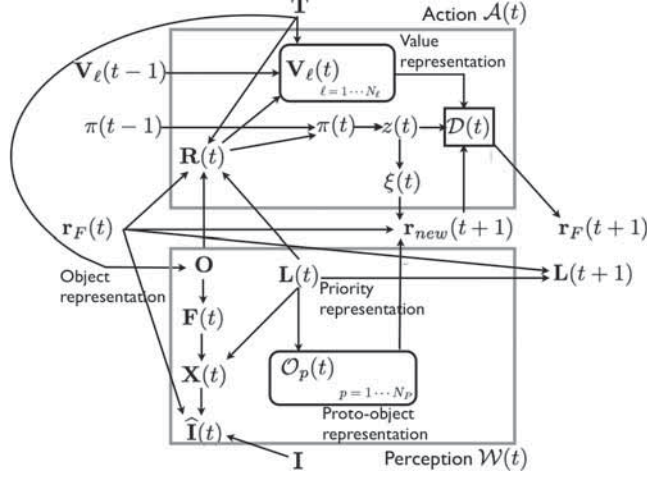 T
Action 𝒜(t)
Value
representation
V_ℓ(t−1)
V_ℓ(t)
ℓ = 1 ⋯ N_ℓ
π(t−1)
π(t)
z(t)
𝒟(t)
R(t)
ξ(t)
r_F(t)
r_new(t+1)
r_F(t+1)
Object
representation
O
L(t)
Priority
representation
L(t+1)
F(t)
X(t)
𝒪_p(t)
p = 1 ⋯ N_P
Proto-object
representation
Î(t)
I
Perception 𝒲(t)